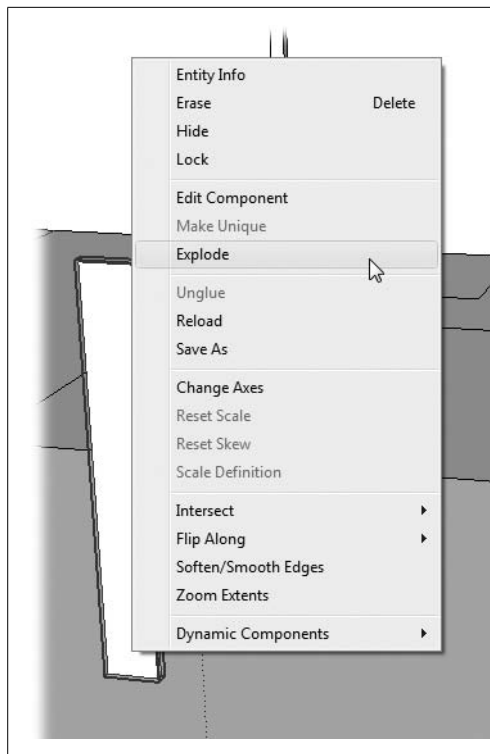 Entity Info
Erase Delete
Hide
Lock
Edit Component
Make Unique
Explode
Unglue
Reload
Save As
Change Axes
Reset Scale
Reset Skew
Scale Definition
Intersect
Flip Along
Soften/Smooth Edges
Zoom Extents
Dynamic Components